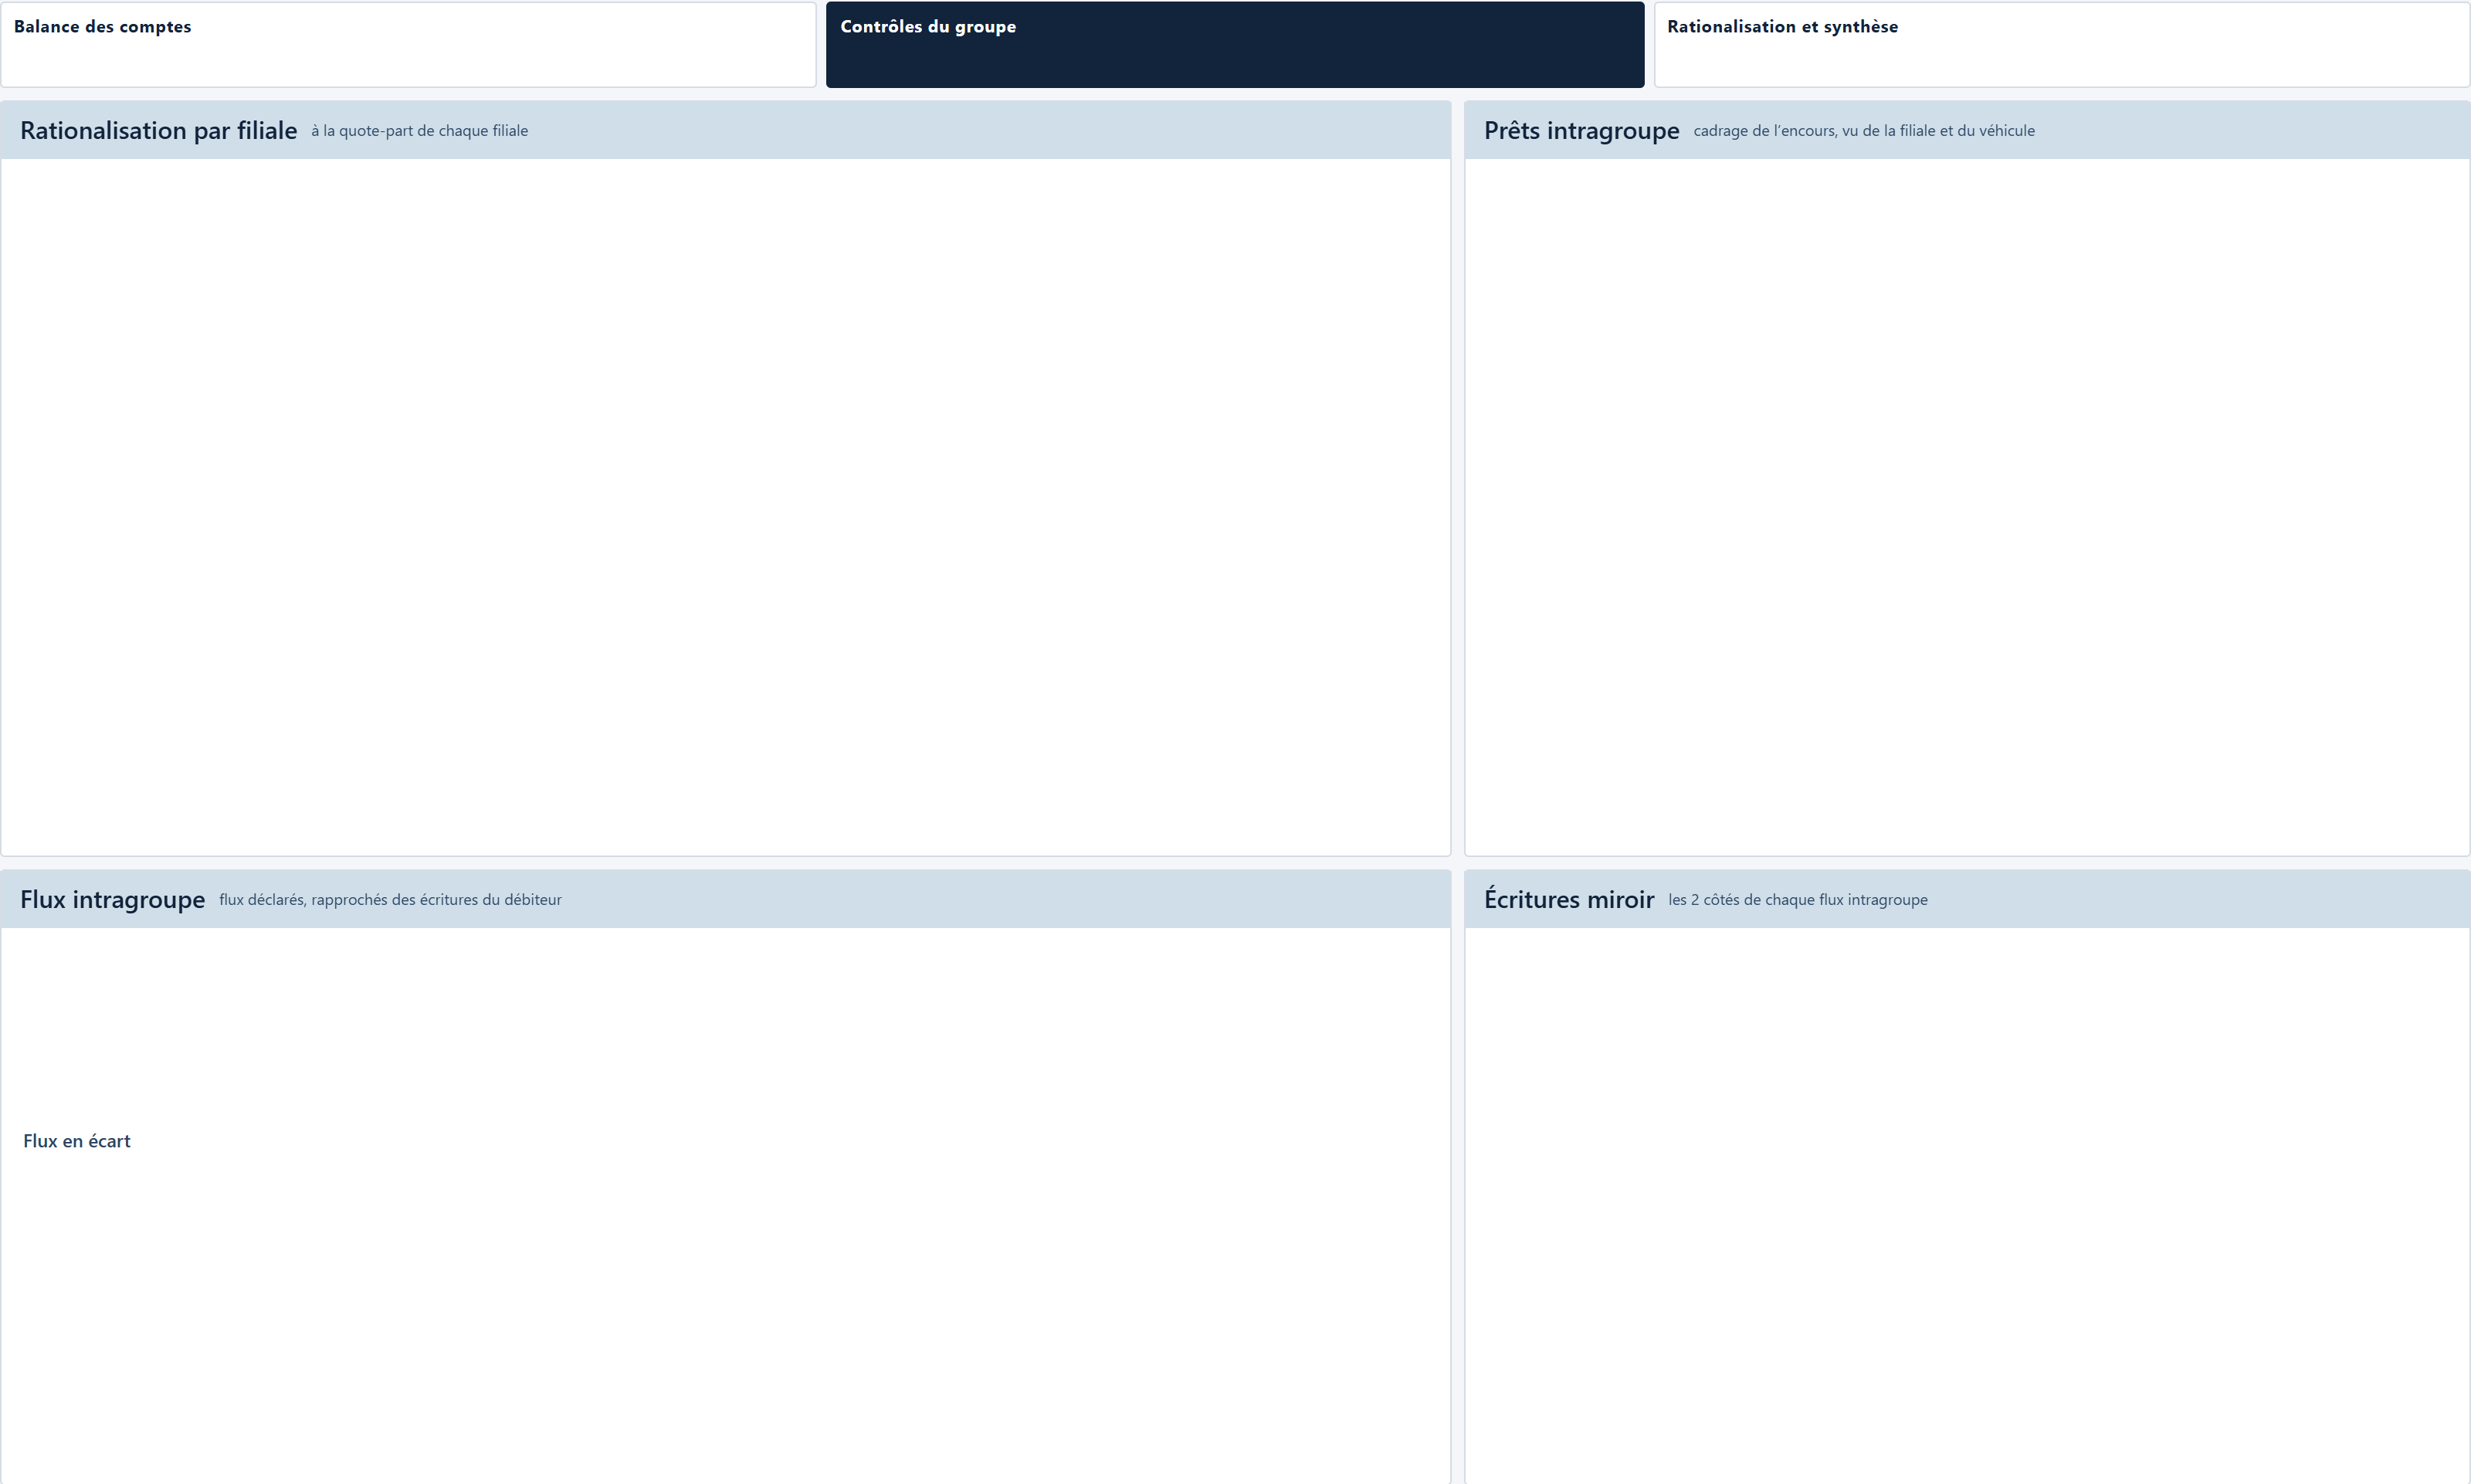 Balance des comptes
Contrôles du groupe
Rationalisation et synthèse
Rationalisation par filiale à la quote-part de chaque filiale
Prêts intragroupe cadrage de l’encours, vu de la filiale et du véhicule
Flux intragroupe flux déclarés, rapprochés des écritures du débiteur
Écritures miroir les 2 côtés de chaque flux intragroupe
Flux en écart